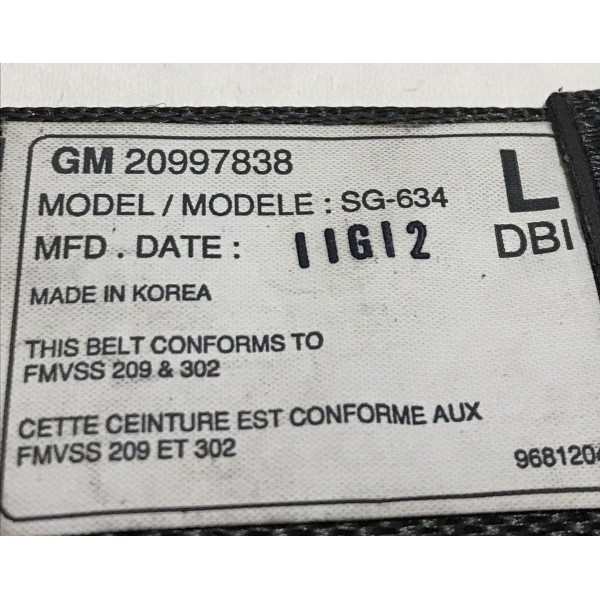 GM 20997838
L
MODEL / MODELE : SG-634
MFD . DATE : 11G12
DBI
MADE IN KOREA
THIS BELT CONFORMS TO
FMVSS 209 & 302
CETTE CEINTURE EST CONFORME AUX
FMVSS 209 ET 302